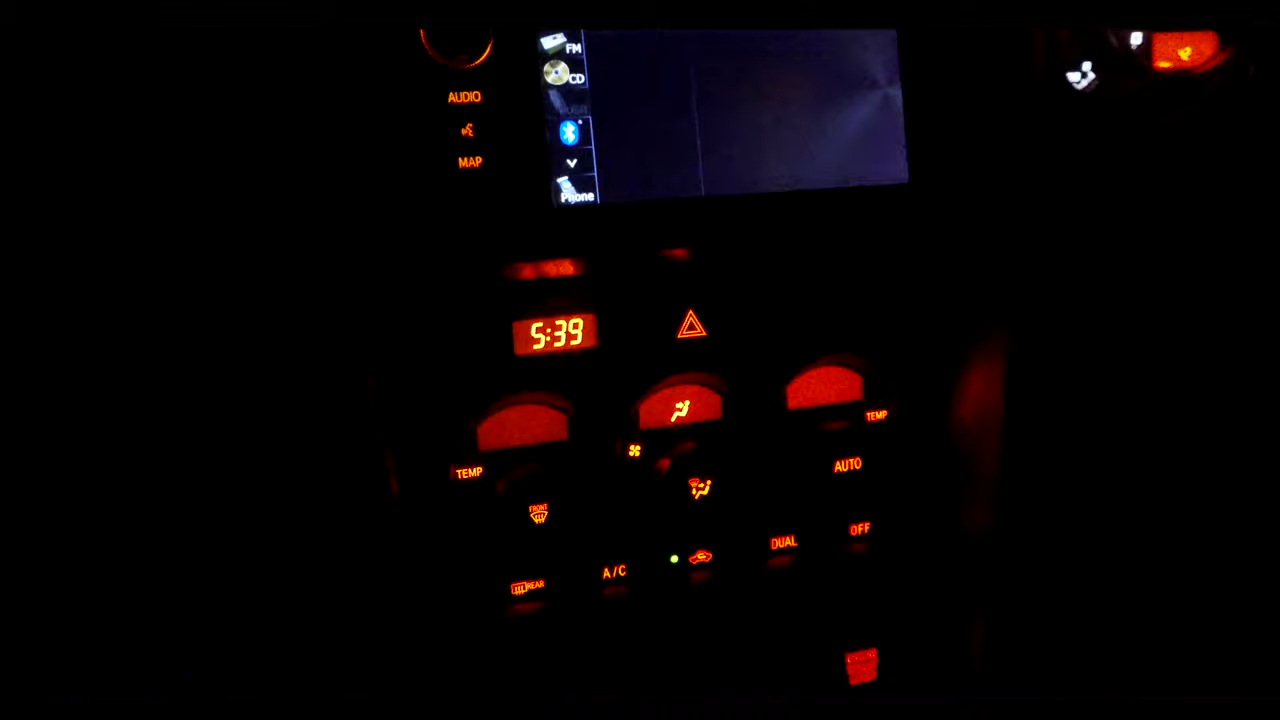 FM
CD
AUDIO
MAP
Phone
5:39
TEMP
TEMP
AUTO
FRONT
OFF
DUAL
A/C
REAR